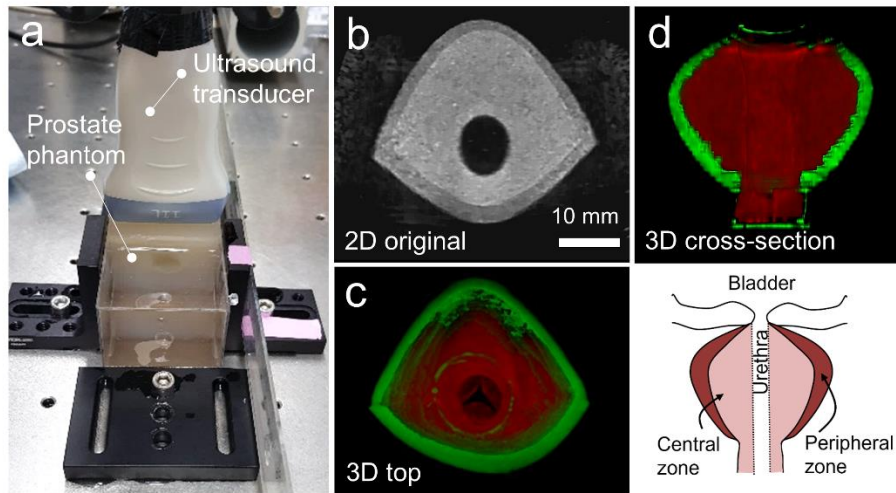 a
Ultrasound
transducer
Prostate
phantom
b
2D original
10 mm
c
3D top
d
3D cross-section
Bladder
Urethra
Central
zone
Peripheral
zone